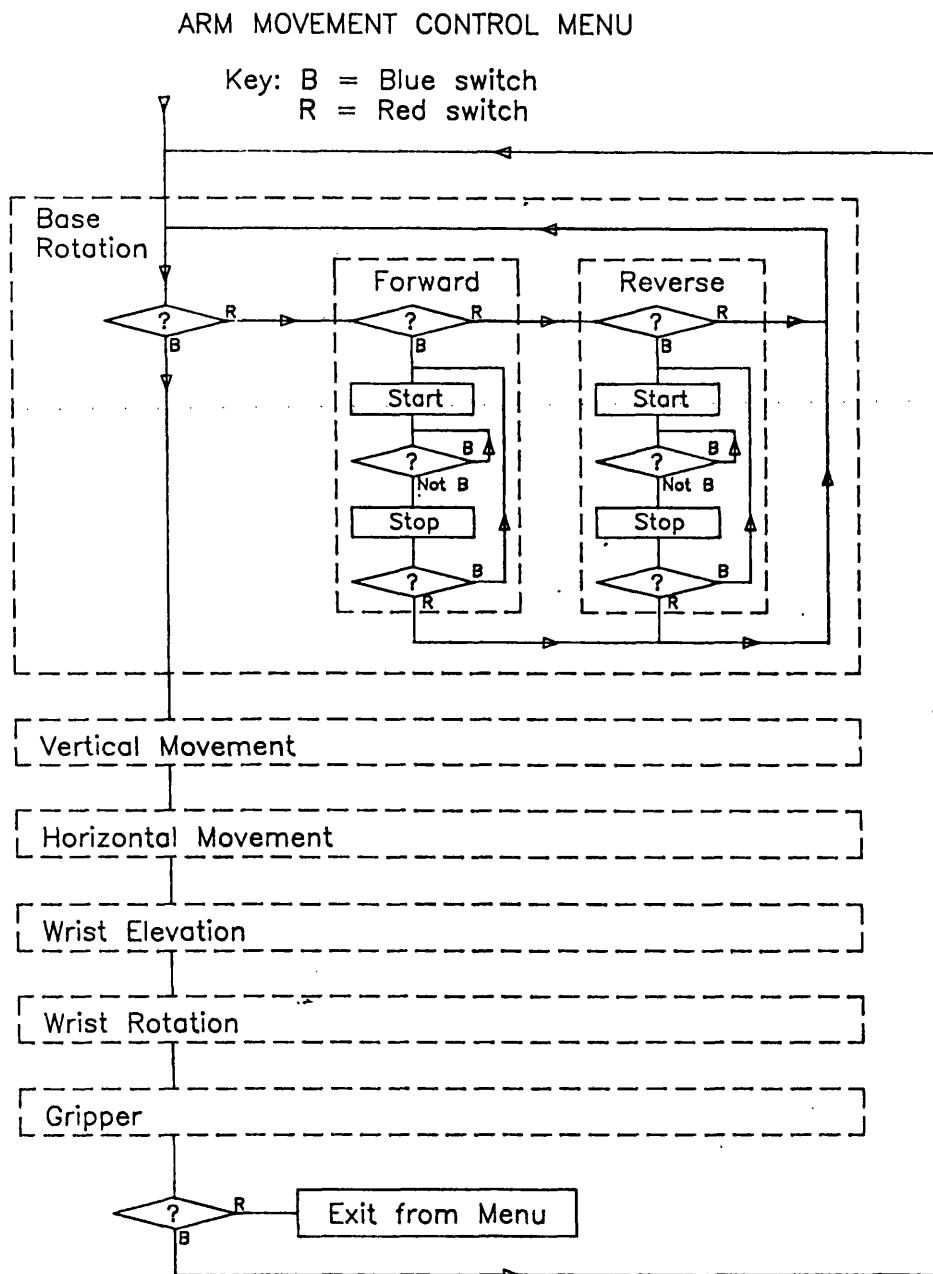 ARM MOVEMENT CONTROL MENU
Key: B = Blue switch
R = Red switch
Base
Rotation
Forward
Reverse
? R
? R
? R
B
B
B
Start
Start
? B
? B
Not B
Not B
Stop
Stop
? B
? B
R
R
Vertical Movement
Horizontal Movement
Wrist Elevation
Wrist Rotation
Gripper
? R
Exit from Menu
B